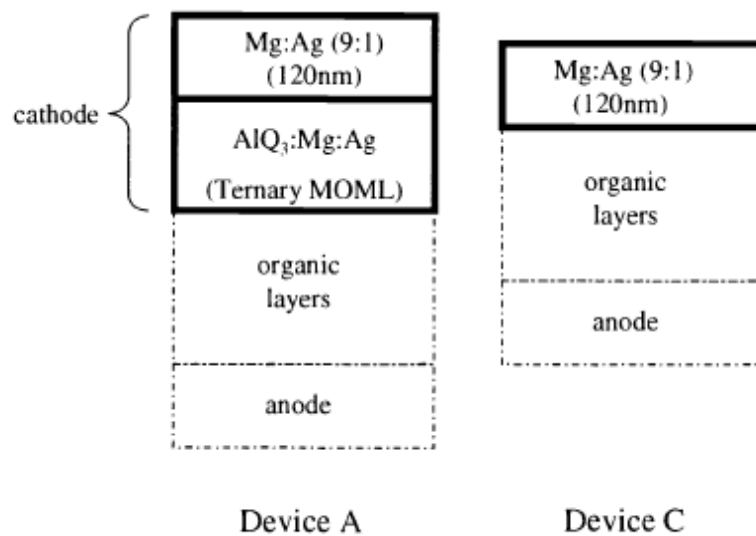 cathode
Mg:Ag (9:1)
(120nm)
AlQ₃:Mg:Ag
(Ternary MOML)
organic
layers
anode
Device A
Mg:Ag (9:1)
(120nm)
organic
layers
anode
Device C